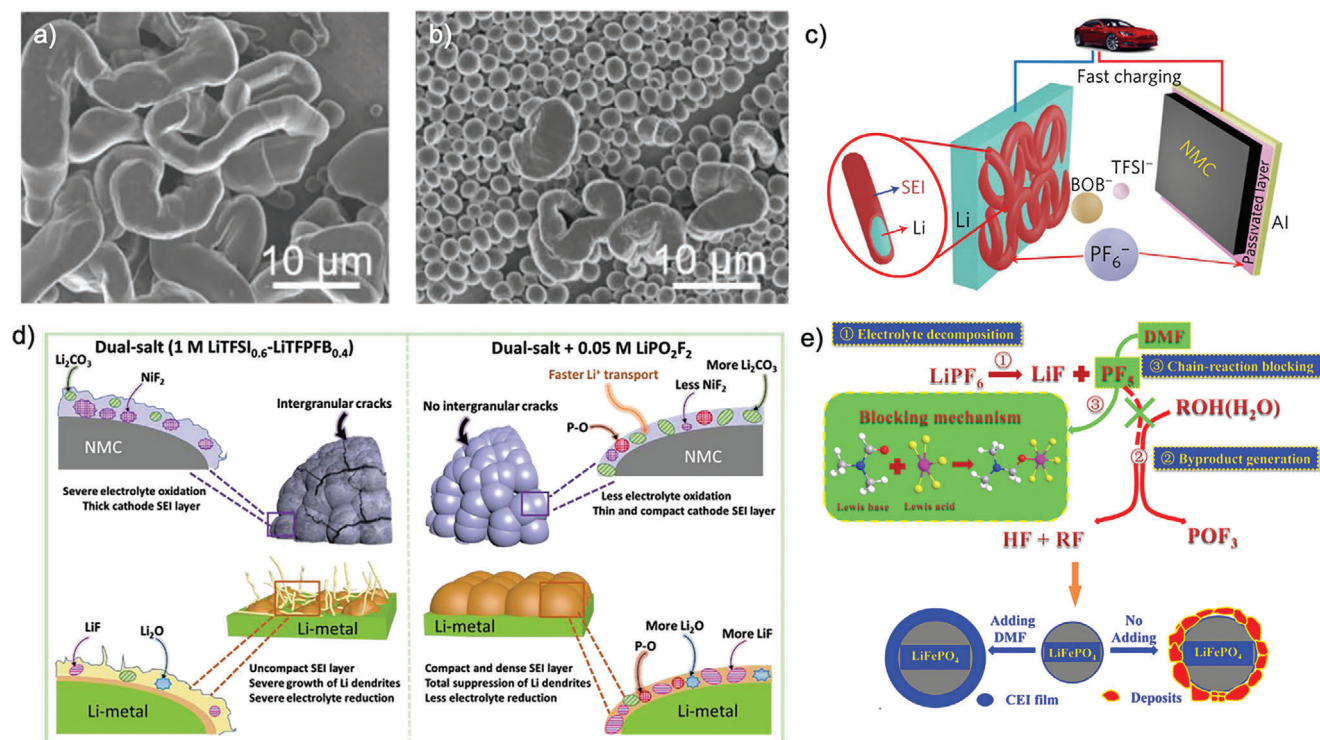 a)
10 μm
b)
10 μm
c)
Fast charging
SEI
Li
Li
BOB⁻
TFSI⁻
PF₆⁻
NMC
Passivated layer
Al
d)
Dual-salt (1 M LiTFSI₀.₆-LiTFPFB₀.₄)
Li₂CO₃
NiF₂
NMC
Intergranular cracks
Severe electrolyte oxidation
Thick cathode SEI layer
LiF
Li₂O
Li-metal
Li-metal
Uncompact SEI layer
Severe growth of Li dendrites
Severe electrolyte reduction
Dual-salt + 0.05 M LiPO₂F₂
More Li₂CO₃
Faster Li⁺ transport
Less NiF₂
No intergranular cracks
P-O
NMC
Less electrolyte oxidation
Thin and compact cathode SEI layer
Li-metal
More Li₂O
More LiF
P-O
Compact and dense SEI layer
Total suppression of Li dendrites
Less electrolyte reduction
Li-metal
e)
① Electrolyte decomposition
DMF
LiPF₆ ① LiF + PF₅
③ Chain-reaction blocking
③
Blocking mechanism
Lewis base
Lewis acid
ROH(H₂O)
②
② Byproduct generation
HF + RF
POF₃
Adding
DMF
No
Adding
LiFePO₄
LiFePO₄
LiFePO₄
CEI film
Deposits